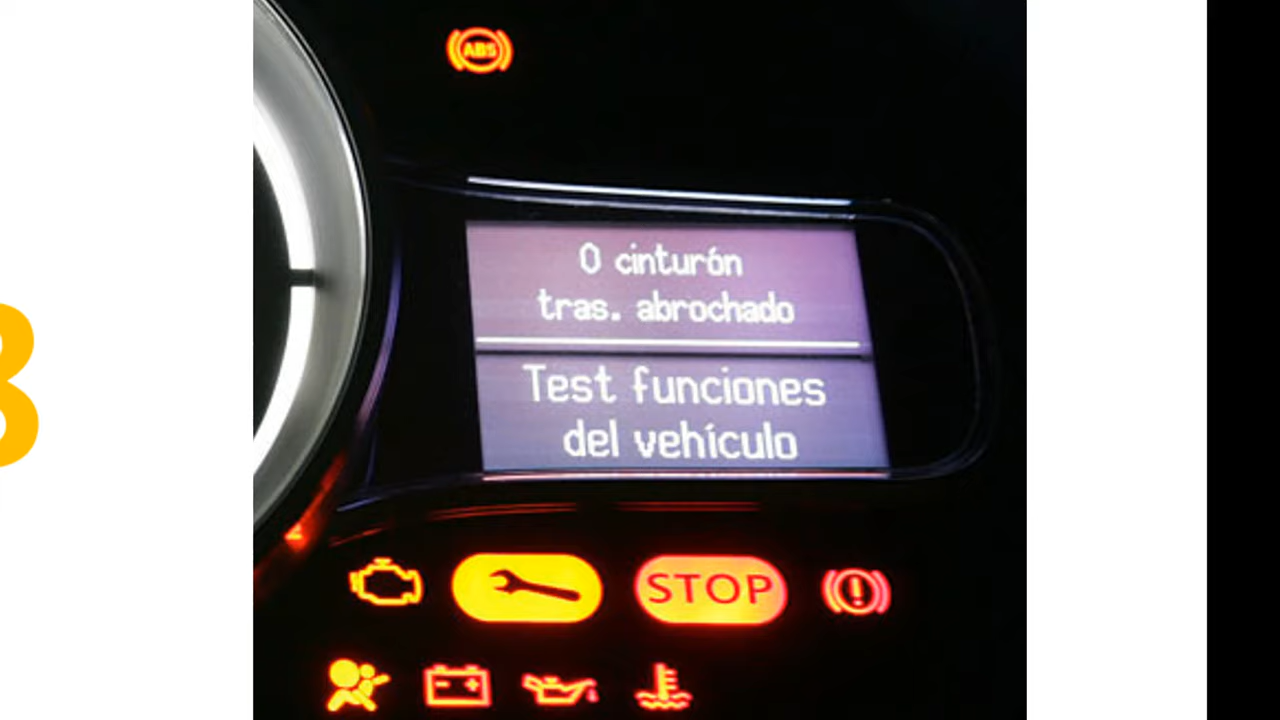 ABS
0 cinturón
tras. abrochado
Test funciones
del vehículo
STOP